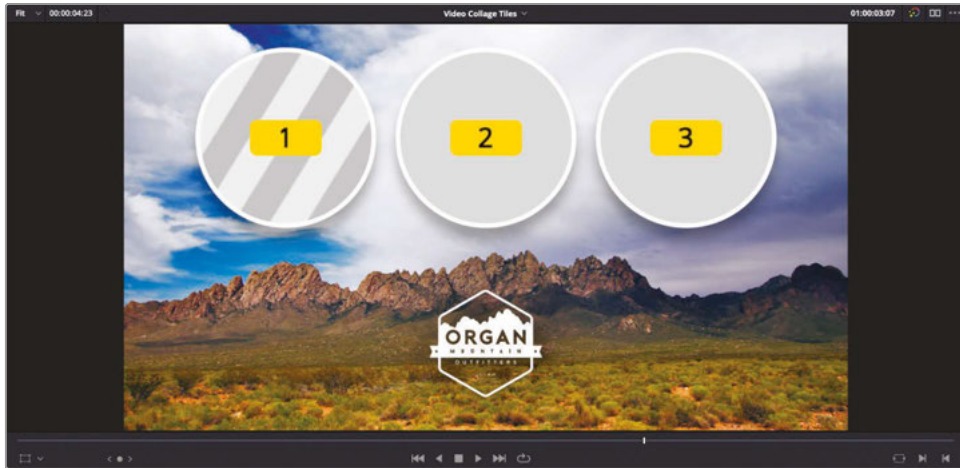 Fit 00:00:04:23 Video Collage Tiles 01:00:03:07
1 2 3
ORGAN
MOUNTAIN
OUTFITTERS